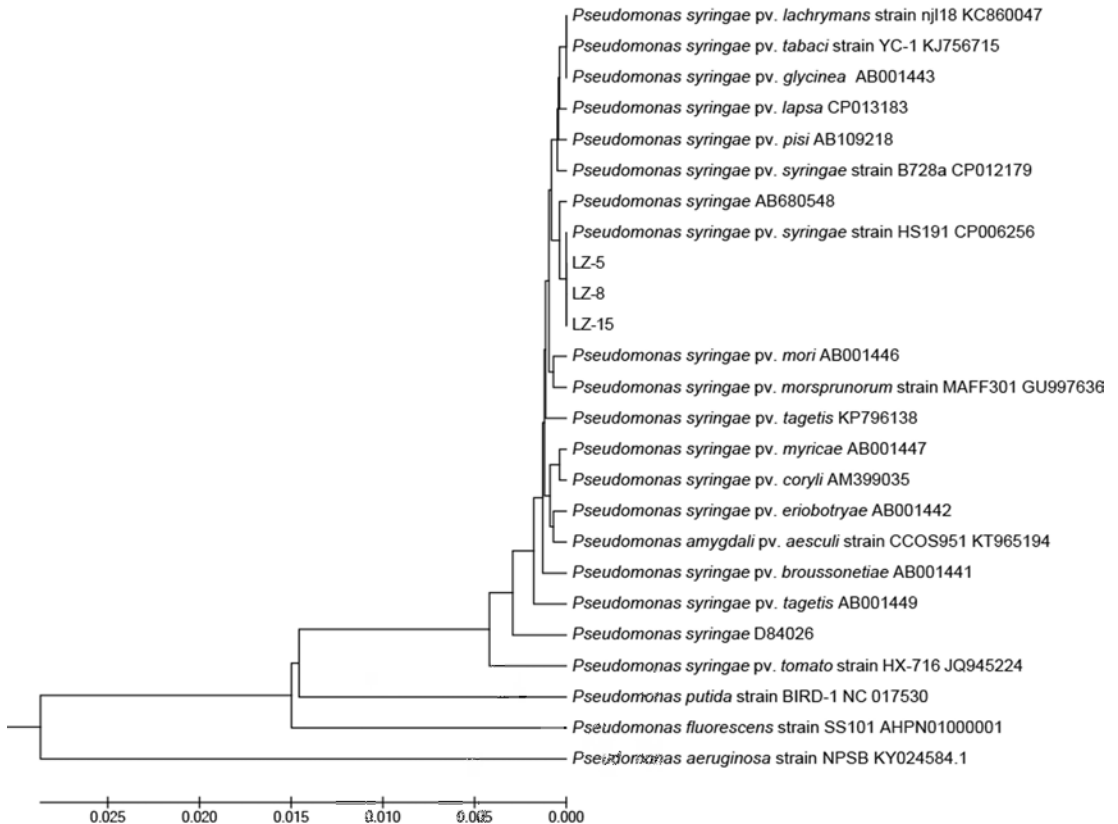 Pseudomonas syringae pv. lachrymans strain njl18 KC860047
Pseudomonas syringae pv. tabaci strain YC-1 KJ756715
Pseudomonas syringae pv. glycinea AB001443
Pseudomonas syringae pv. lapsa CP013183
Pseudomonas syringae pv. pisi AB109218
Pseudomonas syringae pv. syringae strain B728a CP012179
Pseudomonas syringae AB680548
Pseudomonas syringae pv. syringae strain HS191 CP006256
LZ-5
LZ-8
LZ-15
Pseudomonas syringae pv. mori AB001446
Pseudomonas syringae pv. morsprunorum strain MAFF301 GU997636
Pseudomonas syringae pv. tagetis KP796138
Pseudomonas syringae pv. myricae AB001447
Pseudomonas syringae pv. coryli AM399035
Pseudomonas syringae pv. eriobotryae AB001442
Pseudomonas amygdali pv. aesculi strain CCOS951 KT965194
Pseudomonas syringae pv. broussonetiae AB001441
Pseudomonas syringae pv. tagetis AB001449
Pseudomonas syringae D84026
Pseudomonas syringae pv. tomato strain HX-716 JQ945224
Pseudomonas putida strain BIRD-1 NC 017530
Pseudomonas fluorescens strain SS101 AHPN01000001
Pseudomonas aeruginosa strain NPSB KY024584.1
0.025 0.020 0.015 0.010 0.005 0.000